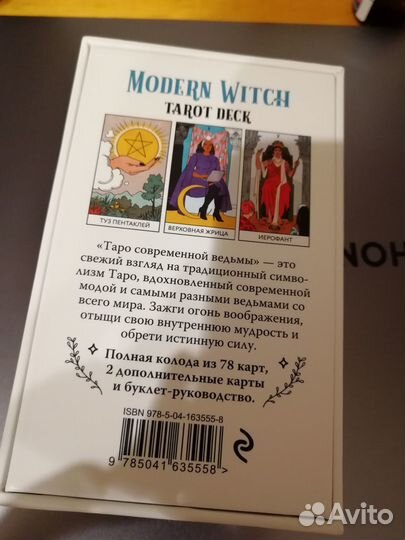 MODERN WITCH
TAROT DECK
ТУЗ ПЕНТАКЛЕЙ
ВЕРХОВНАЯ ЖРИЦА
ИЕРОФАНТ
«Таро современной ведьмы» — это
свежий взгляд на традиционный симво-
лизм Таро, вдохновленный современной
модой и самыми разными ведьмами со
всего мира. Зажги огонь воображения,
отыщи свою внутреннюю мудрость и
обрети истинную силу.
Полная колода из 78 карт,
2 дополнительные карты
и буклет-руководство.
ISBN 978-5-04-163555-8
9 785041 635558 >
HON
Avito